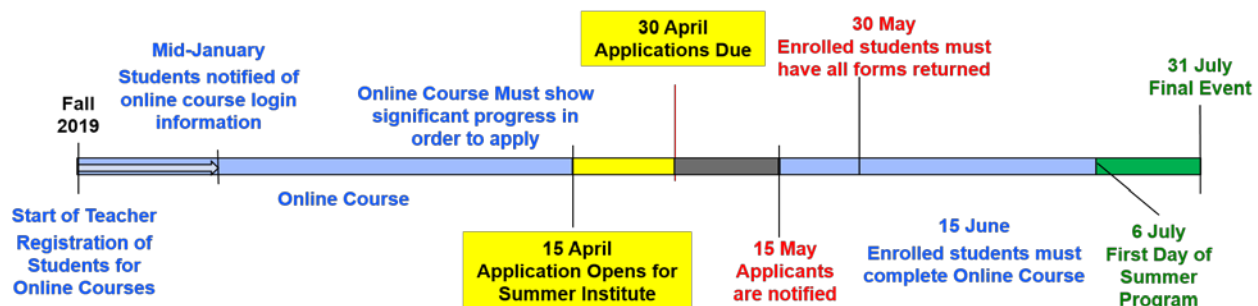 Fall
2019
Mid-January
Students notified of
online course login
information
Online Course Must show
significant progress in
order to apply
30 April
Applications Due
30 May
Enrolled students must
have all forms returned
31 July
Final Event
Start of Teacher
Registration of
Students for
Online Courses
Online Course
15 April
Application Opens for
Summer Institute
15 May
Applicants
are notified
15 June
Enrolled students must
complete Online Course
6 July
First Day of
Summer
Program